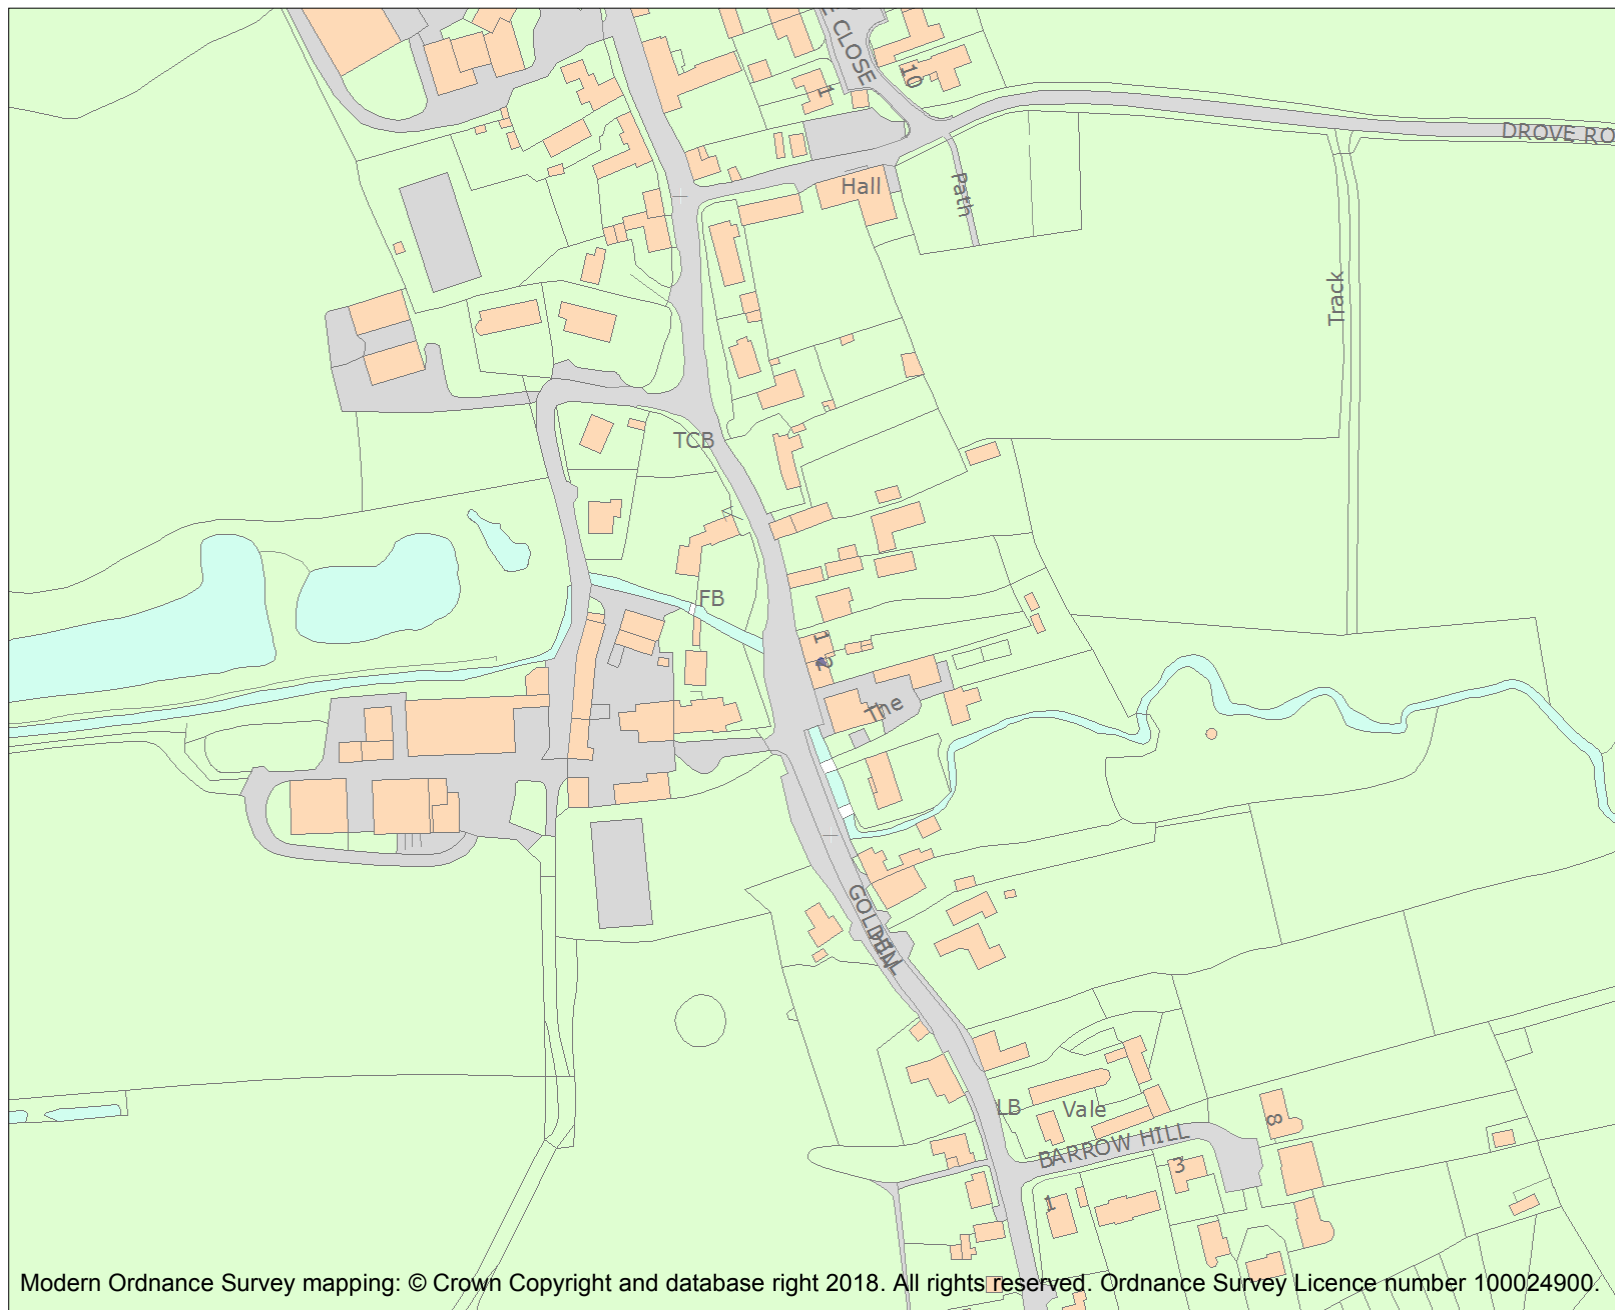 CLOSE
10
1
DROVE RO
Hall
Path
Track
TCB
FB
1
2
The
GOLDEN
HILL
LB
Vale
BARROW HILL
8
3
1
Modern Ordnance Survey mapping: © Crown Copyright and database right 2018. All rights reserved. Ordnance Survey Licence number 100024900.